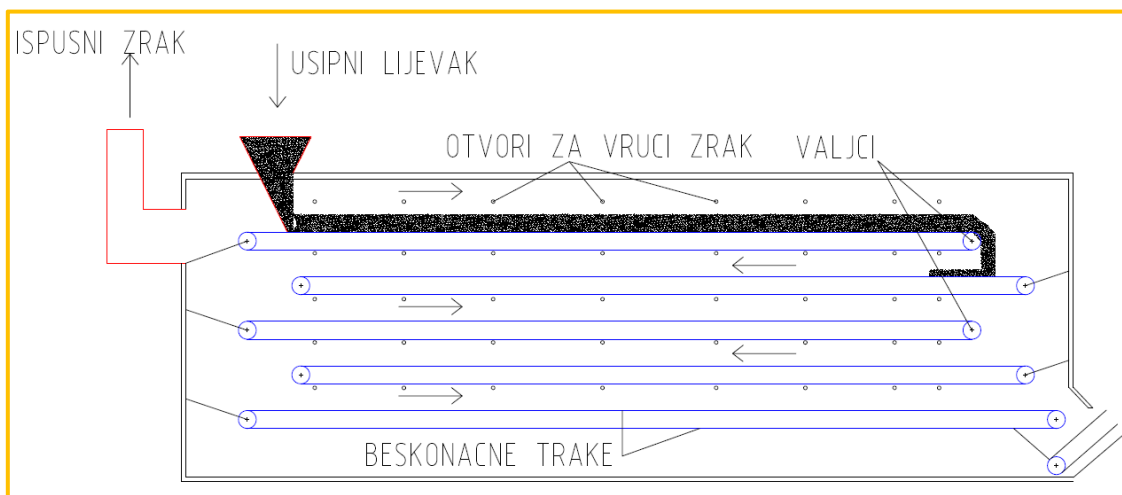 ISPUSNI ZRAK
USIPNI LIJEVAK
OTVORI ZA VRUCI ZRAK
VALJCI
BESKONACNE TRAKE